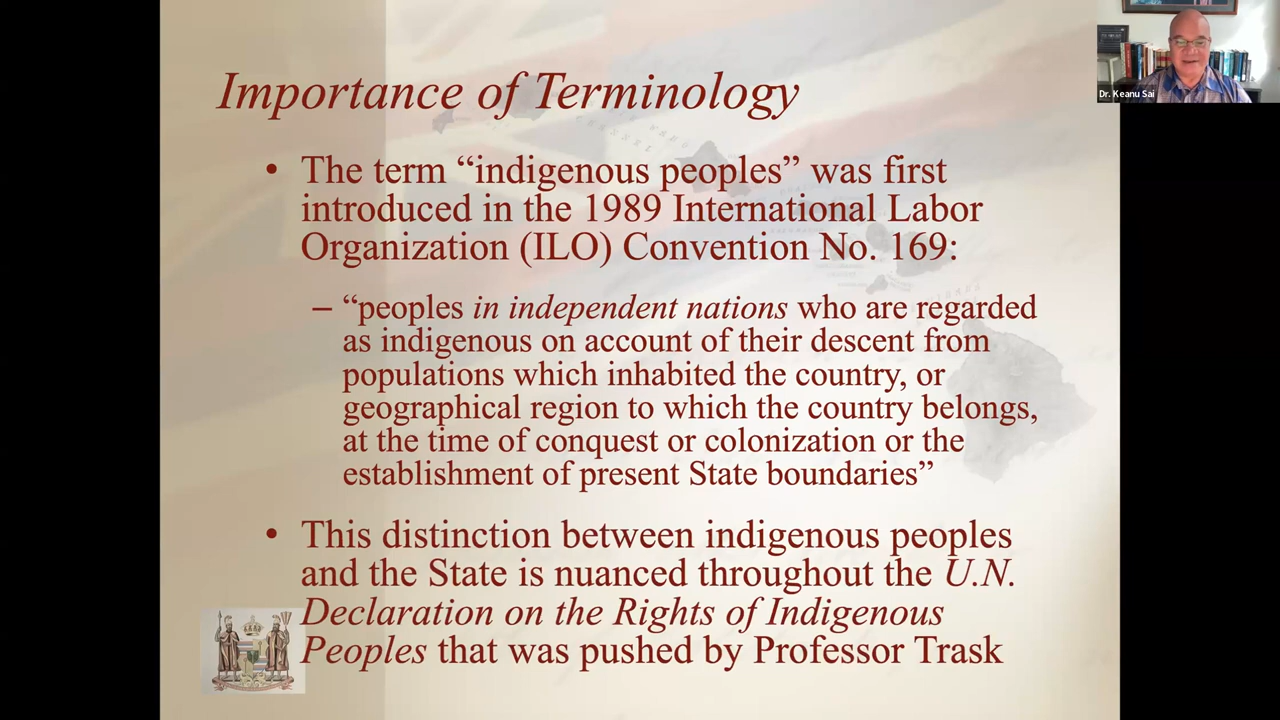 Importance of Terminology
• The term “indigenous peoples” was first
introduced in the 1989 International Labor
Organization (ILO) Convention No. 169:
– “peoples in independent nations who are regarded
as indigenous on account of their descent from
populations which inhabited the country, or
geographical region to which the country belongs,
at the time of conquest or colonization or the
establishment of present State boundaries”
• This distinction between indigenous peoples
and the State is nuanced throughout the U.N.
Declaration on the Rights of Indigenous
Peoples that was pushed by Professor Trask
Dr. Keanu Sai